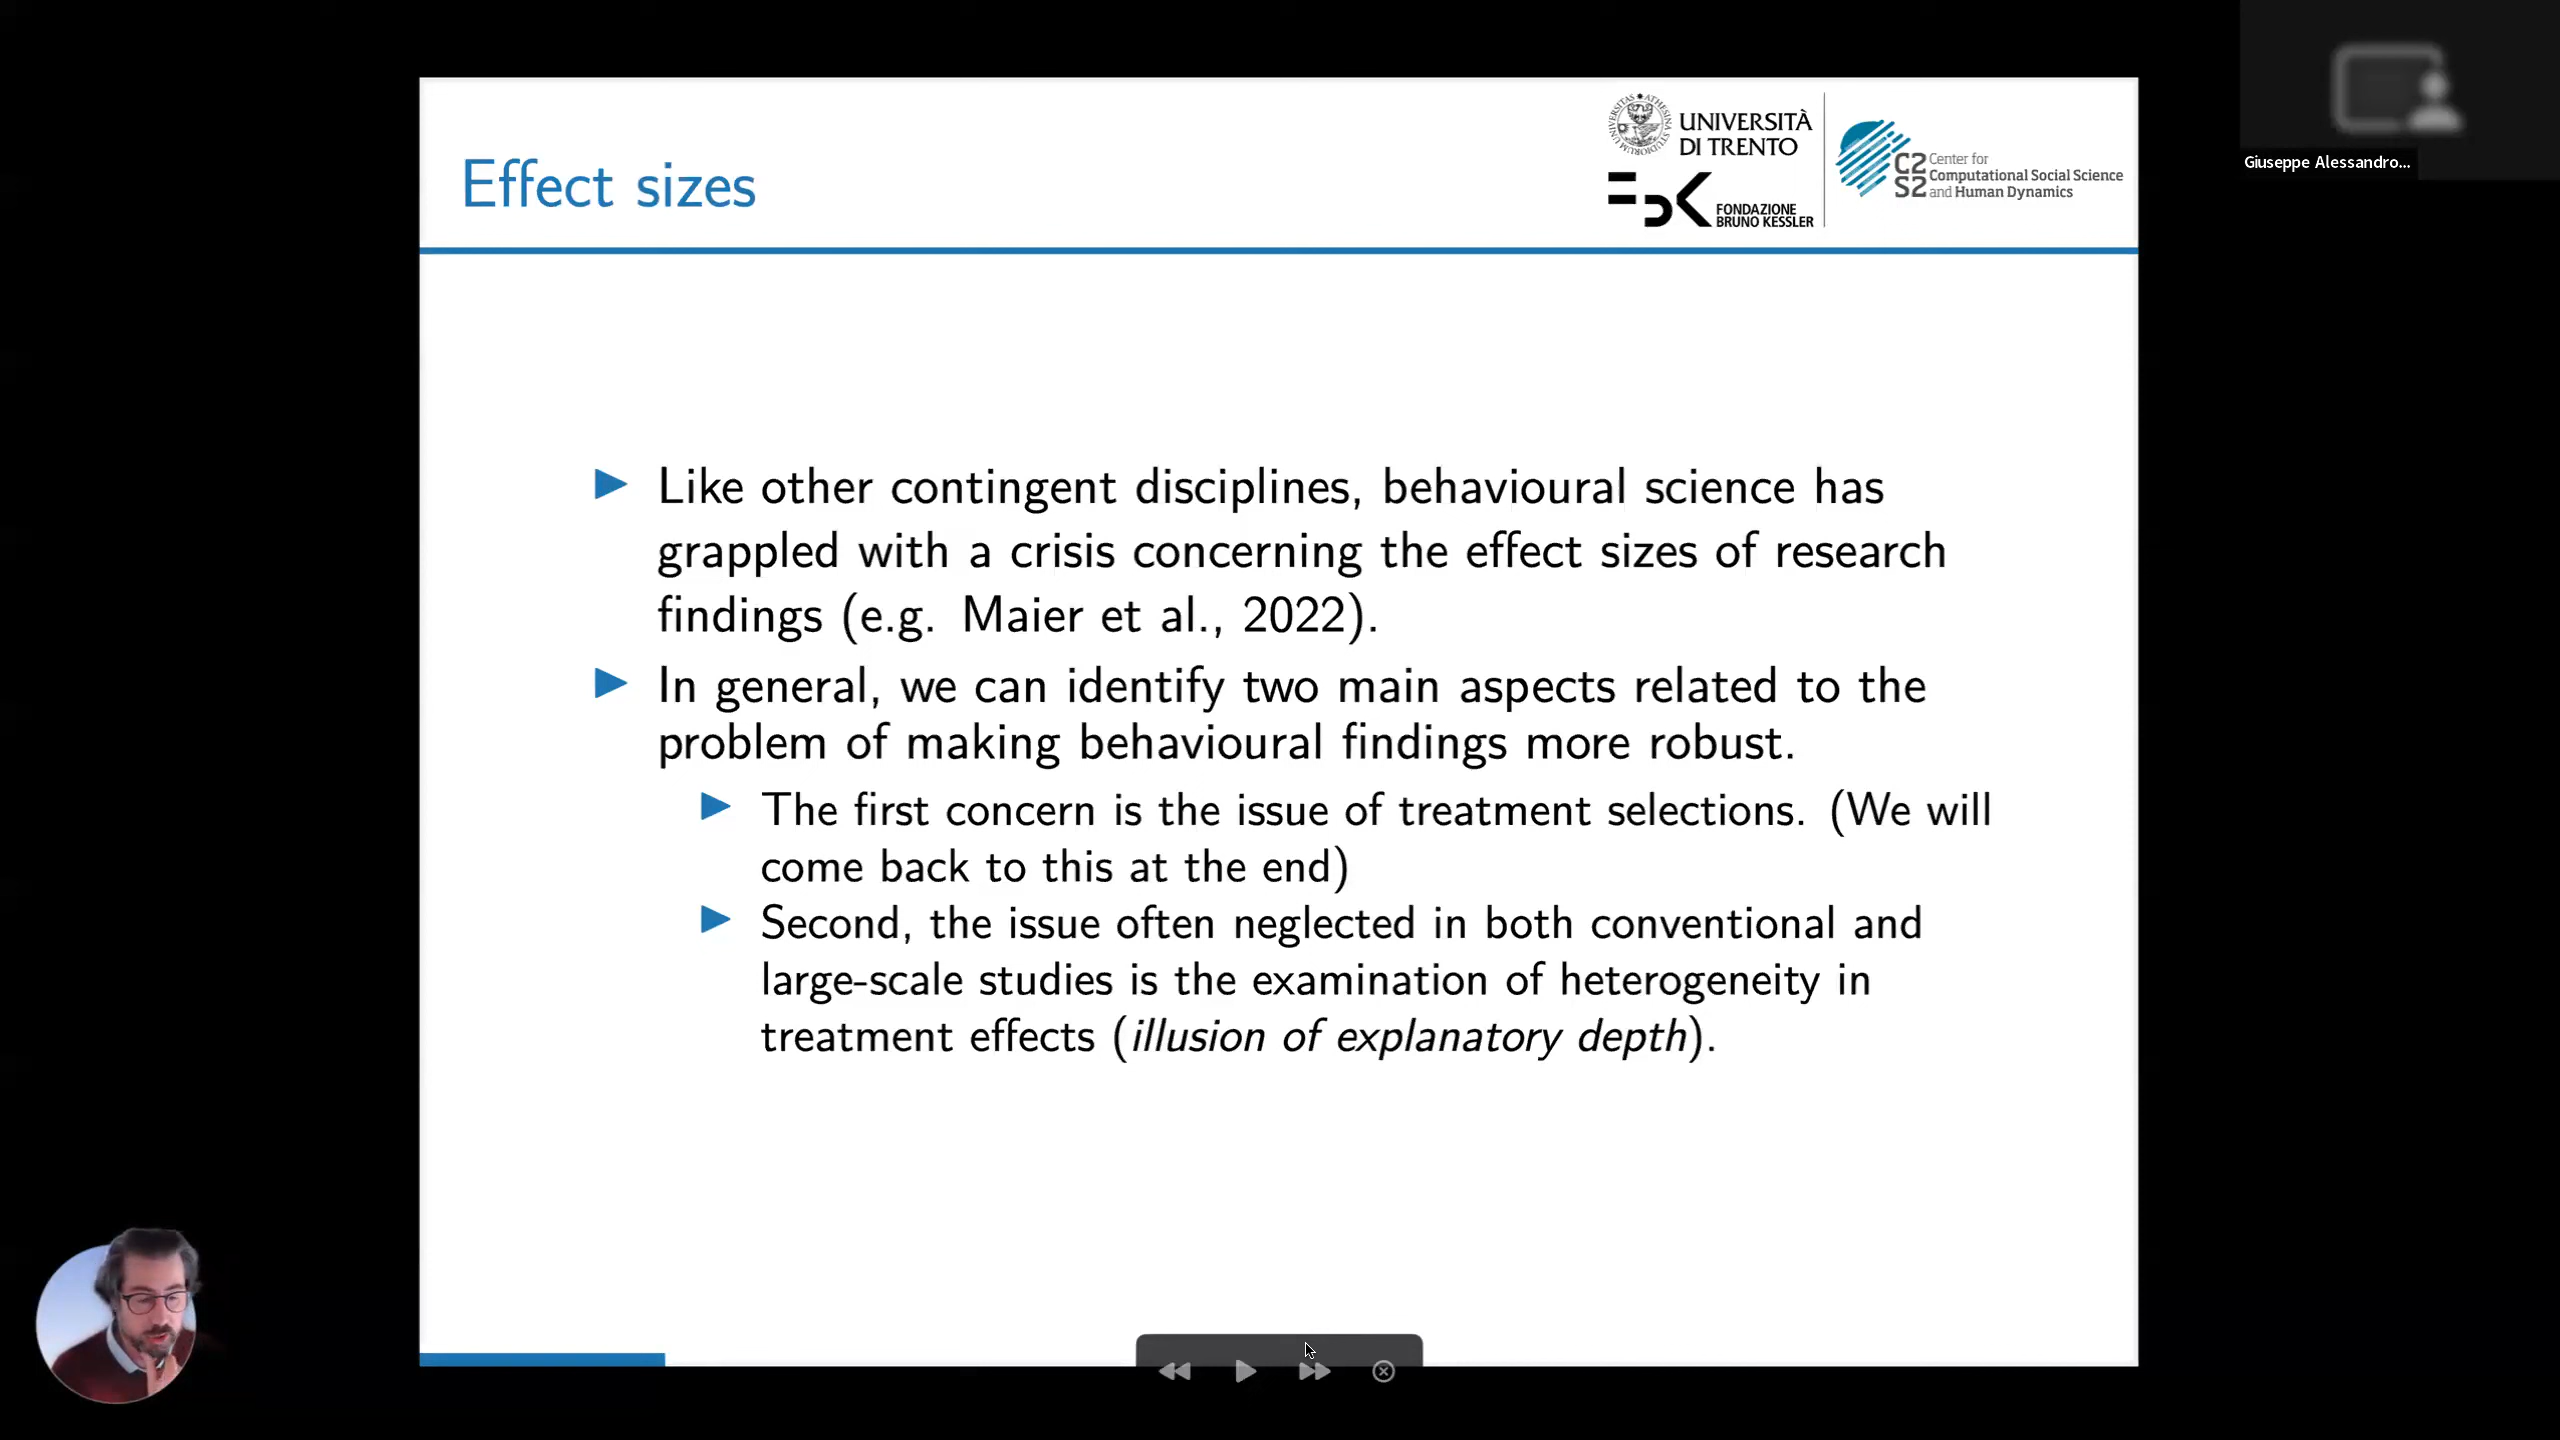 Effect sizes
UNIVERSITÀ
DI TRENTO
FONDAZIONE
BRUNO KESSLER
C2
S2
Center for
Computational Social Science
and Human Dynamics
Giuseppe Alessandro...
Like other contingent disciplines, behavioural science has
grappled with a crisis concerning the effect sizes of research
findings (e.g. Maier et al., 2022).
In general, we can identify two main aspects related to the
problem of making behavioural findings more robust.
The first concern is the issue of treatment selections. (We will
come back to this at the end)
Second, the issue often neglected in both conventional and
large-scale studies is the examination of heterogeneity in
treatment effects (illusion of explanatory depth).